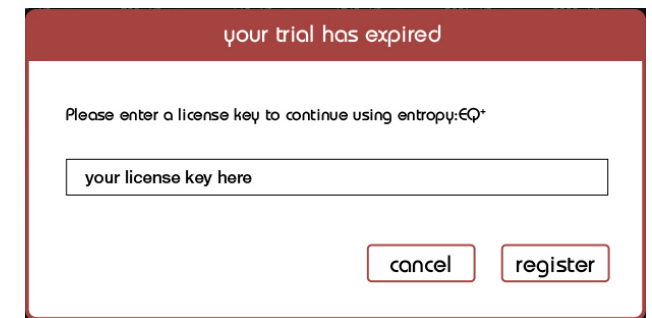 your trial has expired
Please enter a license key to continue using entropy:EQ+
your license key here
cancel
register